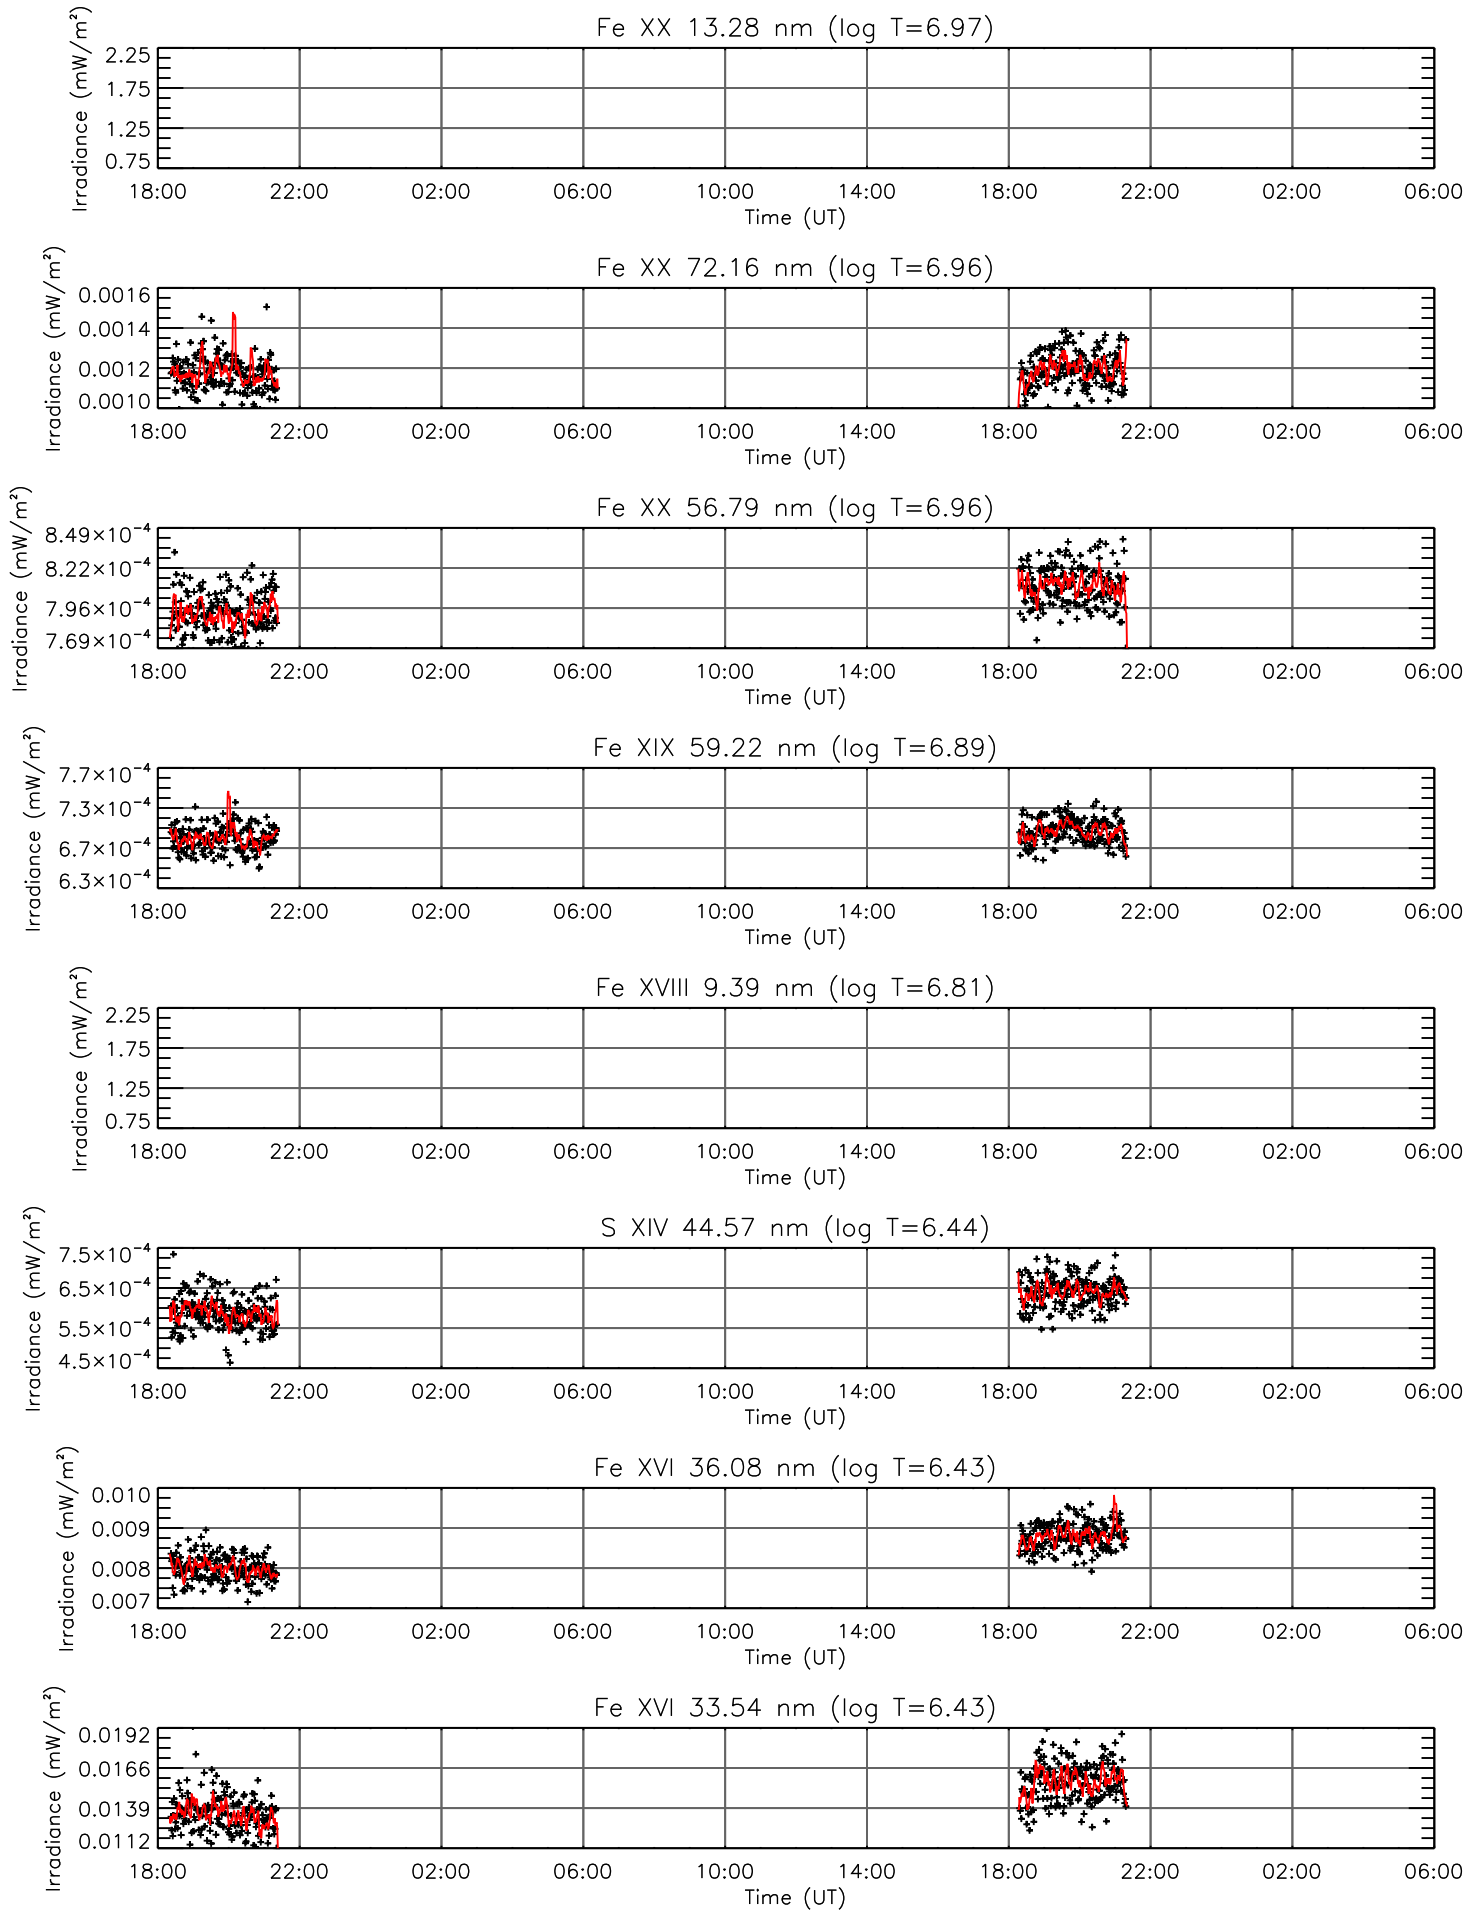 Fe XX 13.28 nm (log T=6.97)
Irradiance (mW/m²)
2.25
1.75
1.25
0.75
18:00 22:00 02:00 06:00 10:00 14:00 18:00 22:00 02:00 06:00
Time (UT)
Fe XX 72.16 nm (log T=6.96)
Irradiance (mW/m²)
0.0016
0.0014
0.0012
0.0010
18:00 22:00 02:00 06:00 10:00 14:00 18:00 22:00 02:00 06:00
Time (UT)
Fe XX 56.79 nm (log T=6.96)
Irradiance (mW/m²)
8.49×10⁻⁴
8.22×10⁻⁴
7.96×10⁻⁴
7.69×10⁻⁴
18:00 22:00 02:00 06:00 10:00 14:00 18:00 22:00 02:00 06:00
Time (UT)
Fe XIX 59.22 nm (log T=6.89)
Irradiance (mW/m²)
7.7×10⁻⁴
7.3×10⁻⁴
6.7×10⁻⁴
6.3×10⁻⁴
18:00 22:00 02:00 06:00 10:00 14:00 18:00 22:00 02:00 06:00
Time (UT)
Fe XVIII 9.39 nm (log T=6.81)
Irradiance (mW/m²)
2.25
1.75
1.25
0.75
18:00 22:00 02:00 06:00 10:00 14:00 18:00 22:00 02:00 06:00
Time (UT)
S XIV 44.57 nm (log T=6.44)
Irradiance (mW/m²)
7.5×10⁻⁴
6.5×10⁻⁴
5.5×10⁻⁴
4.5×10⁻⁴
18:00 22:00 02:00 06:00 10:00 14:00 18:00 22:00 02:00 06:00
Time (UT)
Fe XVI 36.08 nm (log T=6.43)
Irradiance (mW/m²)
0.010
0.009
0.008
0.007
18:00 22:00 02:00 06:00 10:00 14:00 18:00 22:00 02:00 06:00
Time (UT)
Fe XVI 33.54 nm (log T=6.43)
Irradiance (mW/m²)
0.0192
0.0166
0.0139
0.0112
18:00 22:00 02:00 06:00 10:00 14:00 18:00 22:00 02:00 06:00
Time (UT)